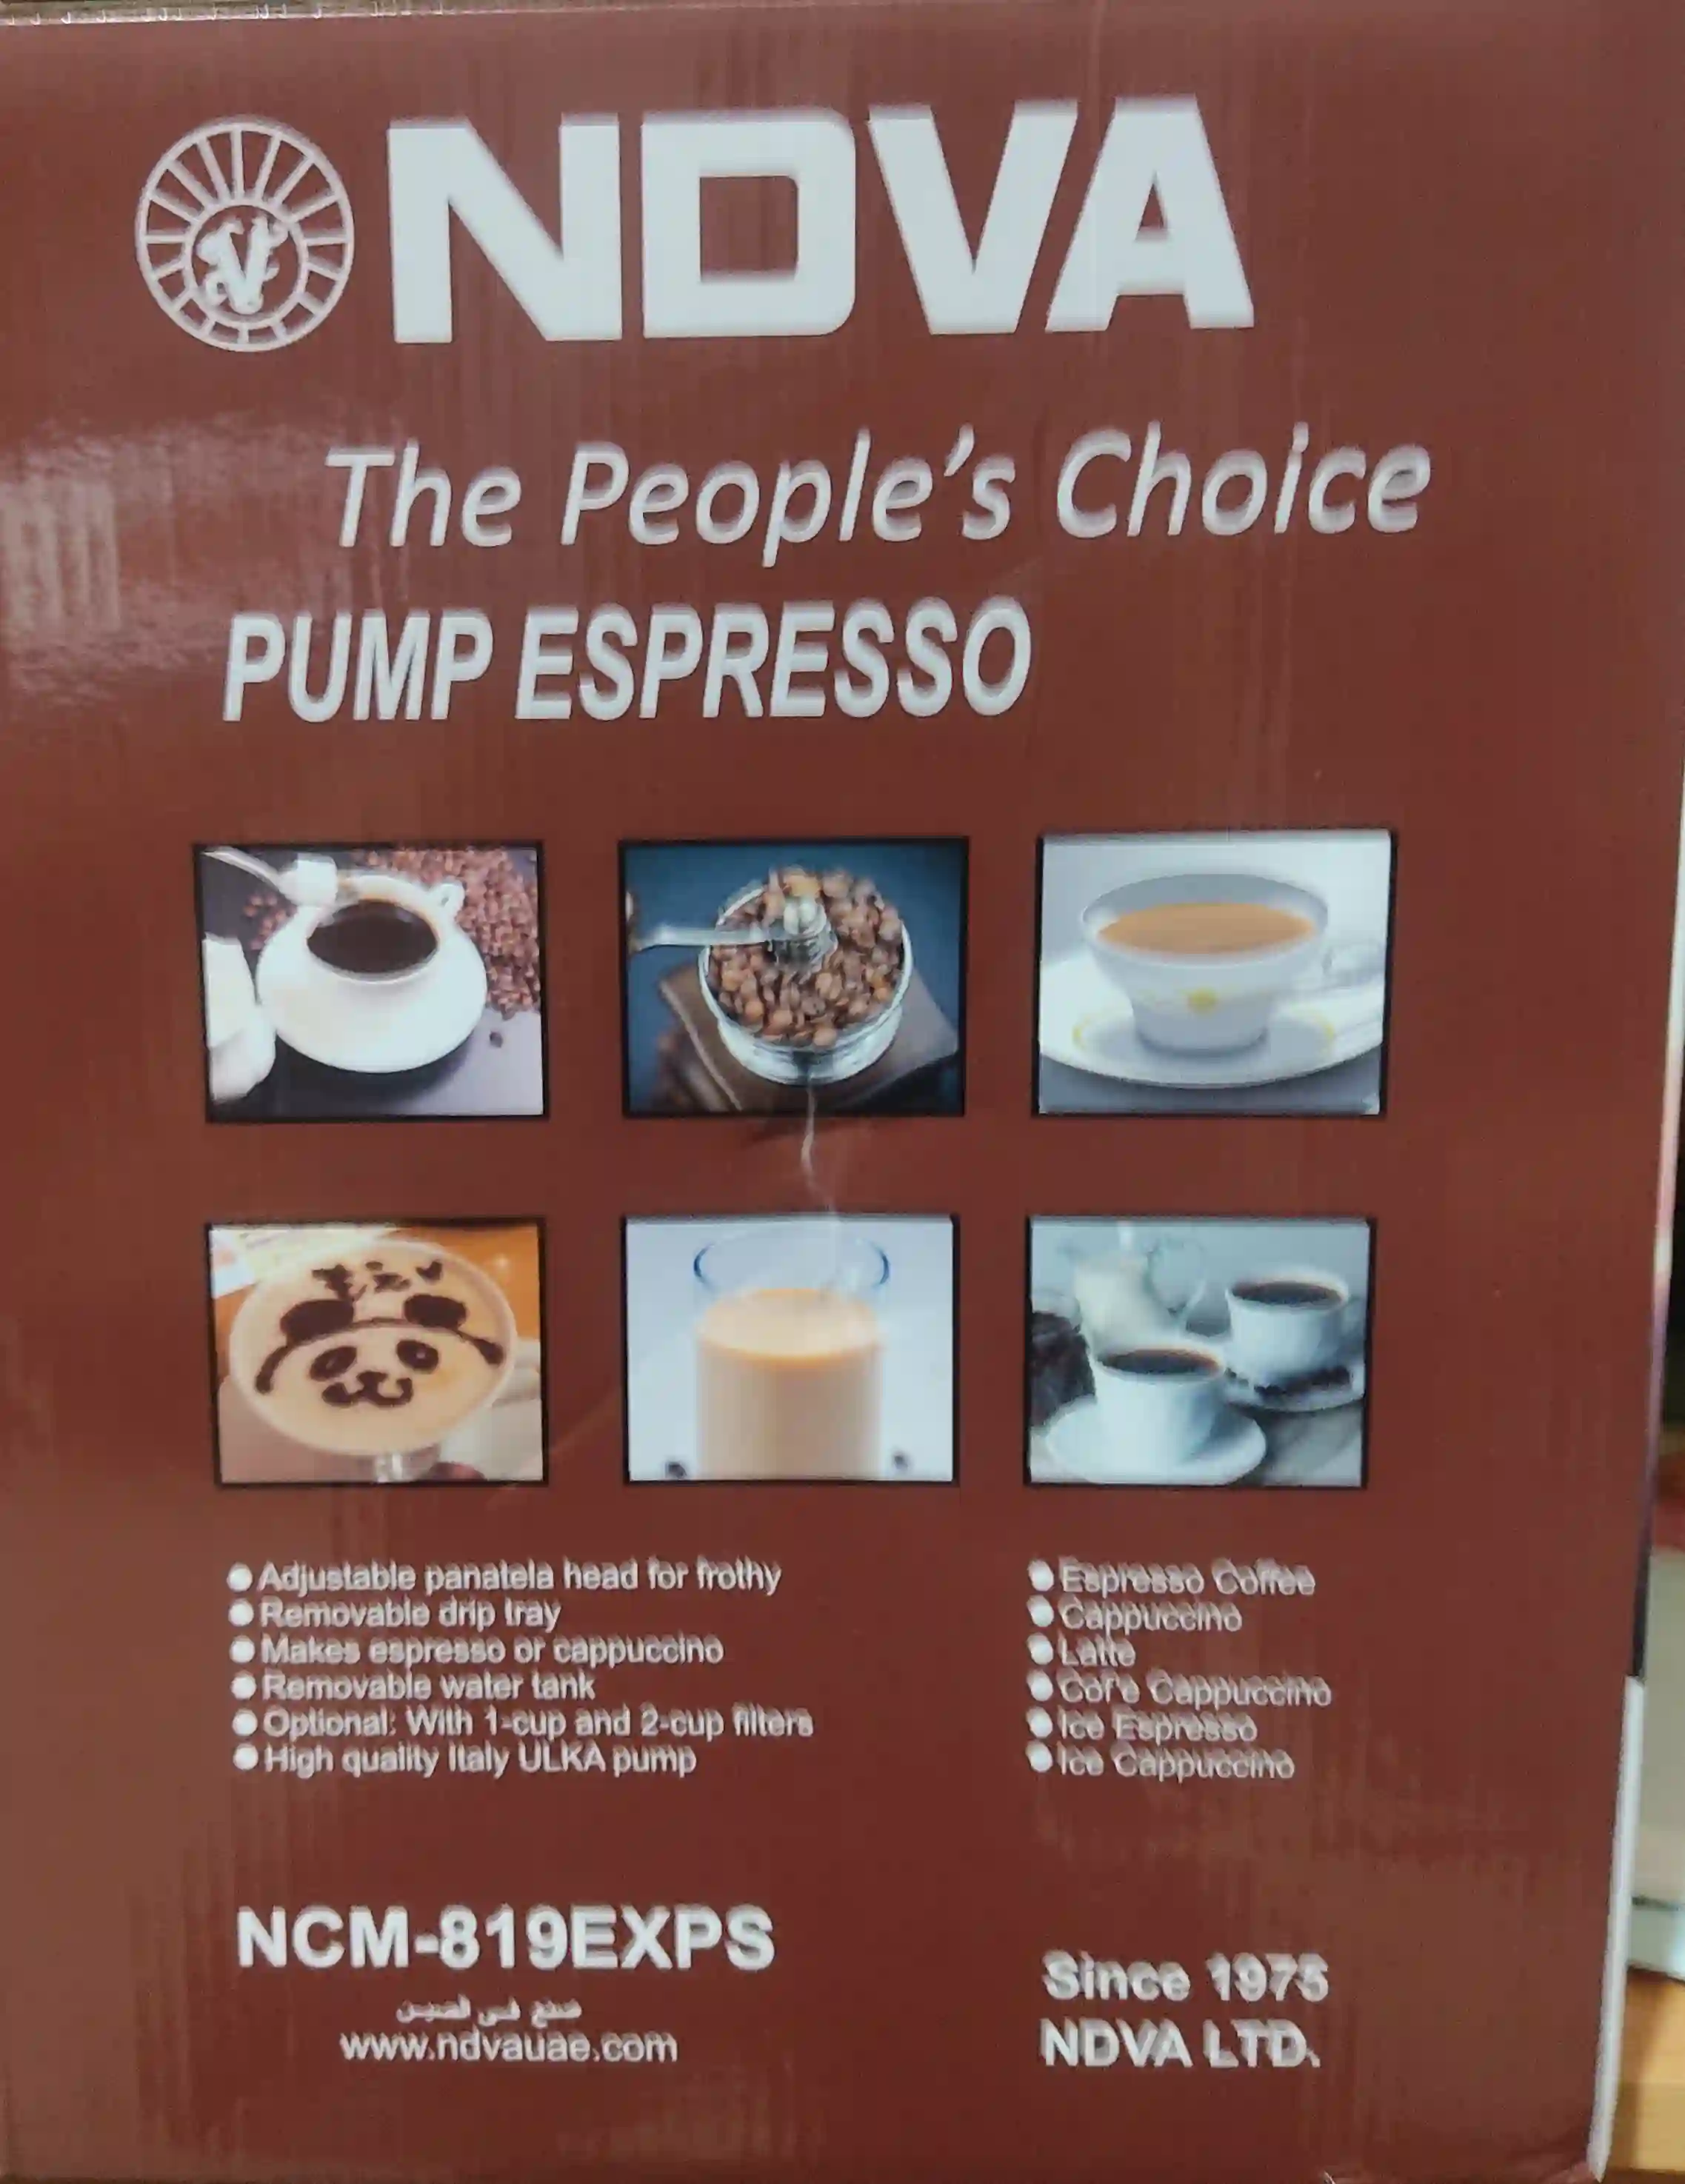 NDVA
The People's Choice
PUMP ESPRESSO
● Adjustable panatela head for frothy
● Removable drip tray
● Makes espresso or cappuccino
● Removable water tank
● Optional: With 1-cup and 2-cup filters
● High quality Italy ULKA pump
● Espresso Coffee
● Cappuccino
● Latte
● Cappuccino
● Ice Espresso
● Ice Cappuccino
NCM-819EXPS
صنع في الصين
www.ndvauae.com
Since 1975
NDVA LTD.